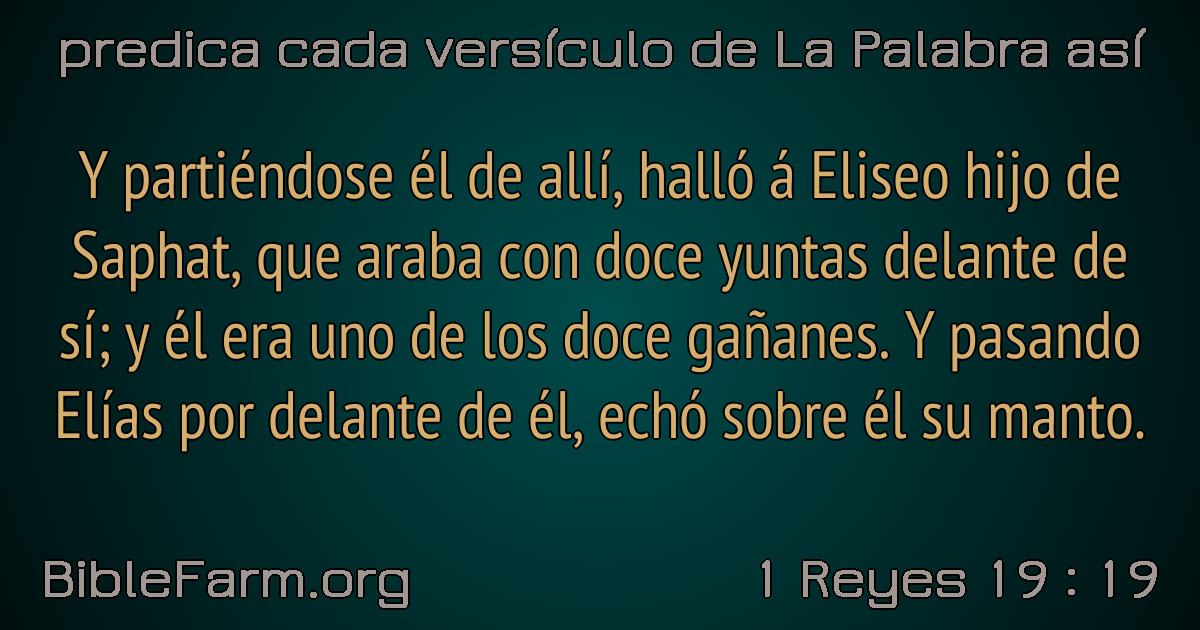 predica cada versículo de La Palabra así
Y partiéndose él de allí, halló á Eliseo hijo de
Saphat, que araba con doce yuntas delante de
sí; y él era uno de los doce gañanes. Y pasando
Elías por delante de él, echó sobre él su manto.
BibleFarm.org
1 Reyes 19 : 19